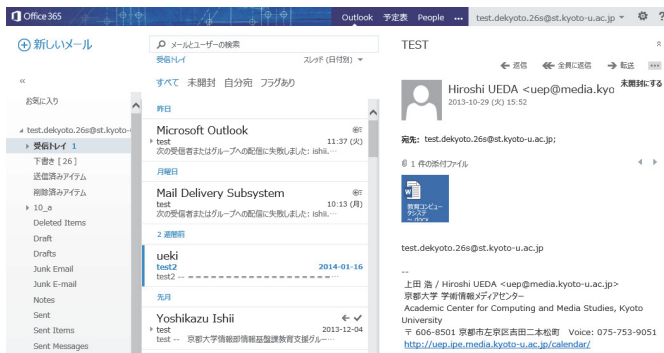 Office 365
Outlook 予定表 People ••• test.dekyoto.26s@st.kyoto-u.ac.jp
新しいメール
«
お気に入り
test.dekyoto.26s@st.kyoto-
受信トレイ 1
下書き [26]
送信済みアイテム
削除済みアイテム
10_a
Deleted Items
Draft
Drafts
Junk Email
Junk E-mail
Notes
Sent
Sent Items
Sent Messages
メールとユーザーの検索
受信トレイ スレッド (日付別)
すべて 未開封 自分宛 フラグあり
昨日
Microsoft Outlook
test 11:37 (火)
次の受信者またはグループへの配信に失敗しました: ishii.…
月曜日
Mail Delivery Subsystem
test 10:13 (月)
次の受信者またはグループへの配信に失敗しました: ishii.…
2 週間前
ueki
test2 2014-01-16
test2 -- ‐‐‐‐‐‐‐‐‐‐‐‐‐‐‐‐‐…
先月
Yoshikazu Ishii
test 2013-12-04
test -- 京都大学情報部情報基盤課教育支援グルー…
TEST
返信 全員に返信 転送 •••
未開封にする
Hiroshi UEDA <uep@media.kyo
2013-10-29 (火) 15:52
宛先: test.dekyoto.26s@st.kyoto-u.ac.jp;
1 件の添付ファイル
教育コンピュー
タシステ
~.docx
test.dekyoto.26s@st.kyoto-u.ac.jp
--
上田 浩 / Hiroshi UEDA <uep@media.kyoto-u.ac.jp>
京都大学 学術情報メディアセンター
Academic Center for Computing and Media Studies, Kyoto
University
〒 606-8501 京都市左京区吉田二本松町 Voice: 075-753-9051
http://uep.ipe.media.kyoto-u.ac.jp/calendar/